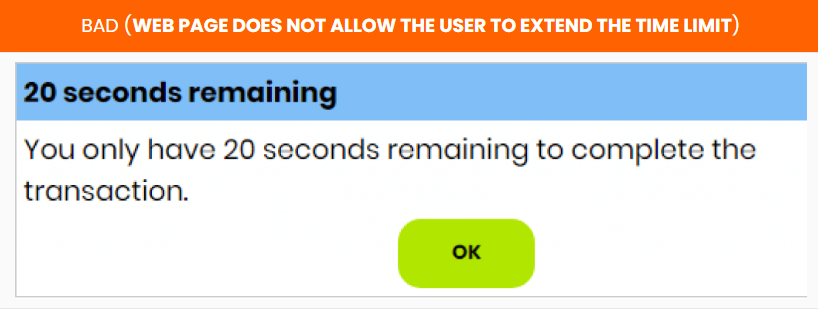 BAD (WEB PAGE DOES NOT ALLOW THE USER TO EXTEND THE TIME LIMIT)
20 seconds remaining
You only have 20 seconds remaining to complete the
transaction.
OK